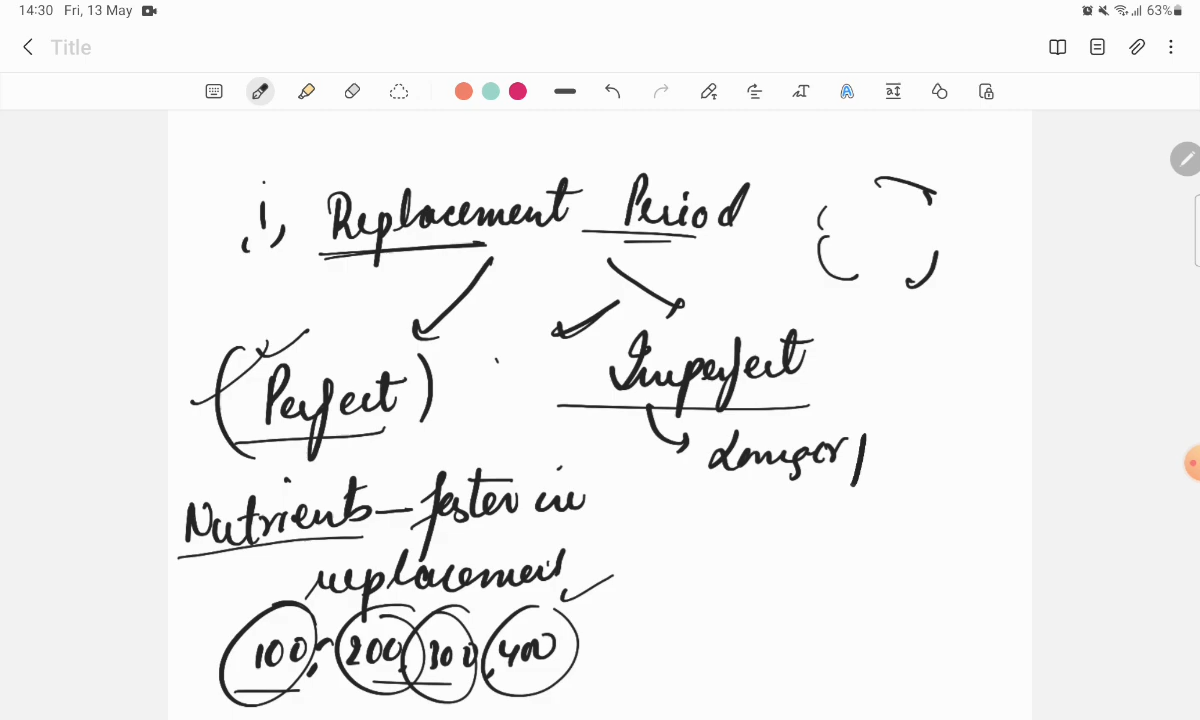 14:30 Fri, 13 May
63%
Title
i, Replacement Period
(Perfect)
Imperfect
Longer
Nutrients - faster in
replacement
100, 200, 300, 400